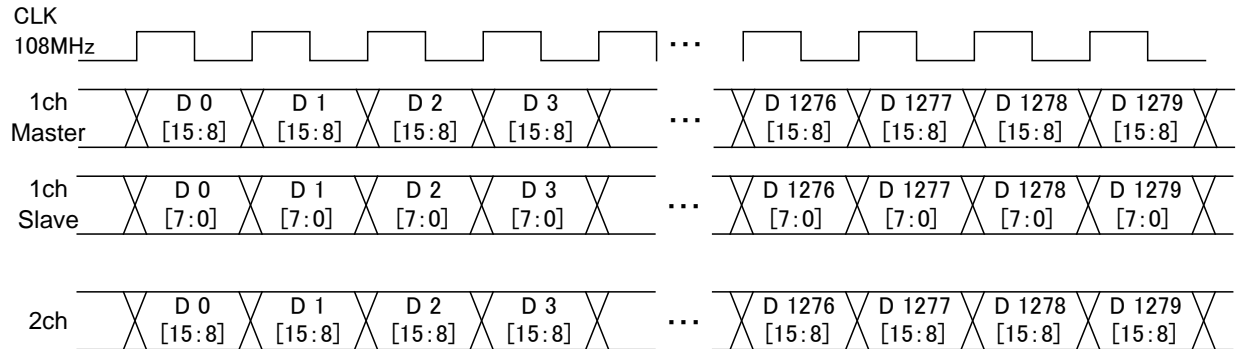 CLK
108MHz
...
1ch
Master
D 0 D 1 D 2 D 3 ... D 1276 D 1277 D 1278 D 1279
[15:8] [15:8] [15:8] [15:8] [15:8] [15:8] [15:8] [15:8]
1ch
Slave
D 0 D 1 D 2 D 3 ... D 1276 D 1277 D 1278 D 1279
[7:0] [7:0] [7:0] [7:0] [7:0] [7:0] [7:0] [7:0]
2ch
D 0 D 1 D 2 D 3 ... D 1276 D 1277 D 1278 D 1279
[15:8] [15:8] [15:8] [15:8] [15:8] [15:8] [15:8] [15:8]